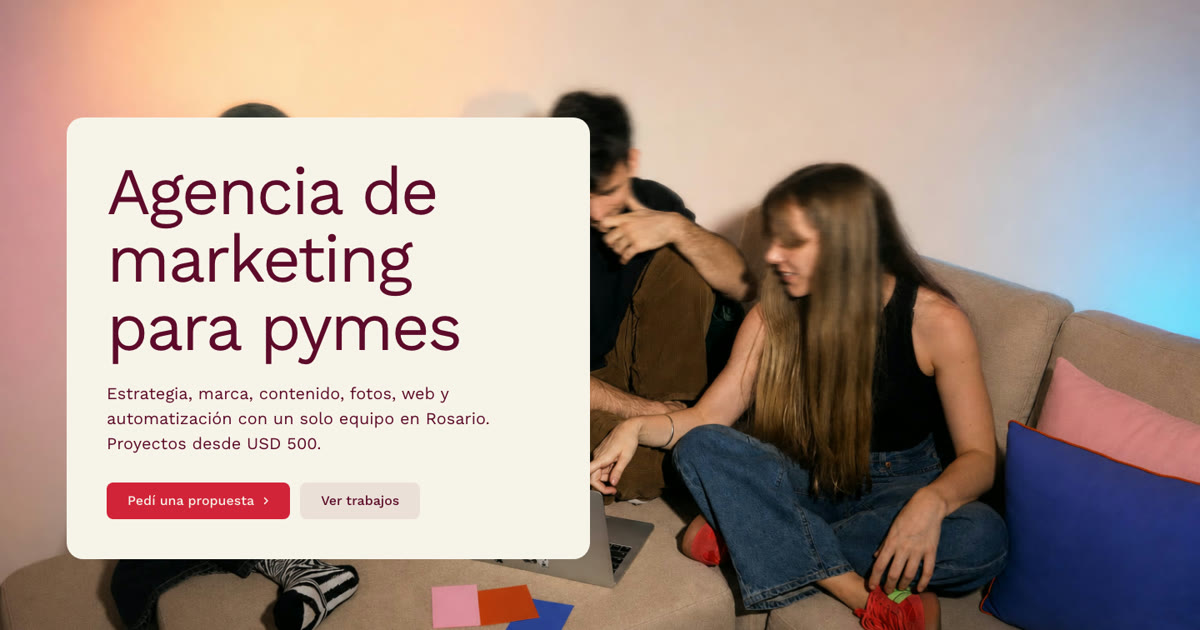 Agencia de
marketing
para pymes
Estrategia, marca, contenido, fotos, web y
automatización con un solo equipo en Rosario.
Proyectos desde USD 500.
Pedí una propuesta
Ver trabajos